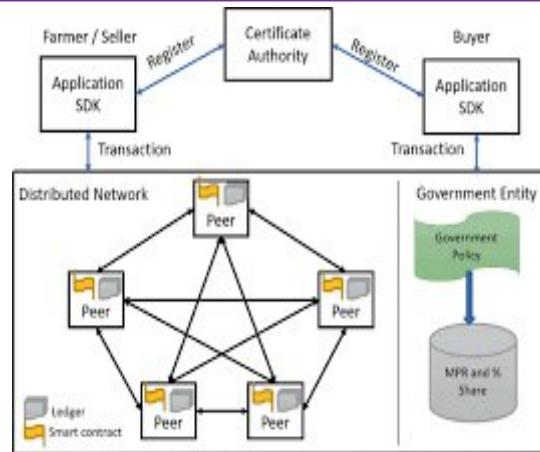 Farmer / Seller
Certificate
Authority
Buyer
Register
Register
Application
SDK
Application
SDK
Transaction
Transaction
Distributed Network
Government Entity
Peer
Government
Policy
Peer
Peer
MPR and %
Share
Peer
Peer
Ledger
Smart contract